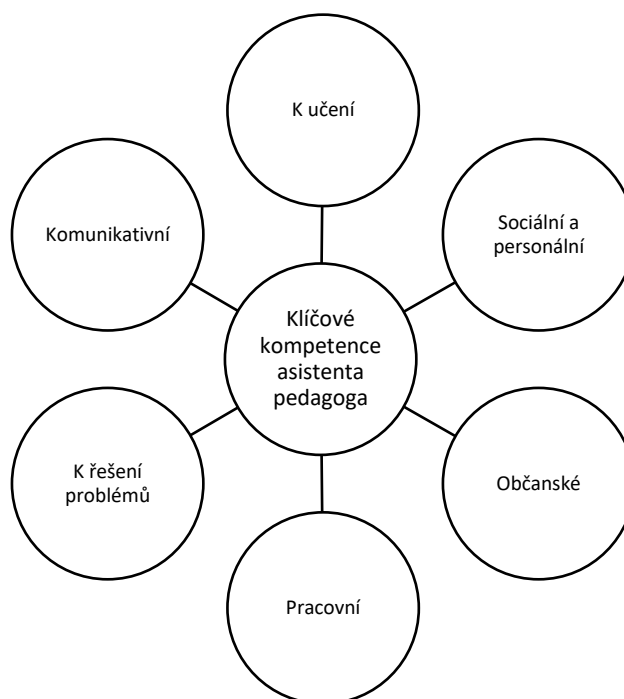 K učení
Sociální a
personální
Občanské
Pracovní
K řešení
problémů
Komunikativní
Klíčové
kompetence
asistenta
pedagoga